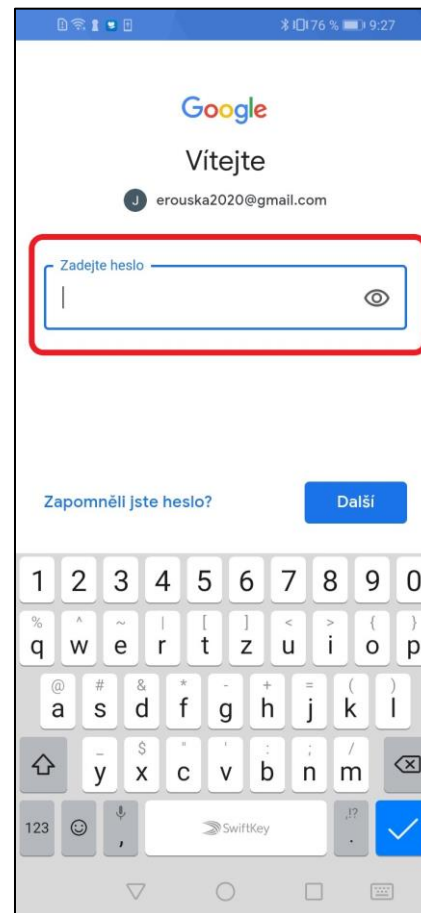 76 % 9:27
Google
Vítejte
J erouska2020@gmail.com
Zadejte heslo
Zapomněli jste heslo?
Další
1 2 3 4 5 6 7 8 9 0
% ^ ~ | [ ] < > { }
q w e r t z u i o p
@ # & * - + = ( )
a s d f g h j k l
_ $ " ' : ; /
y x c v b n m
,!?
123 , SwiftKey .